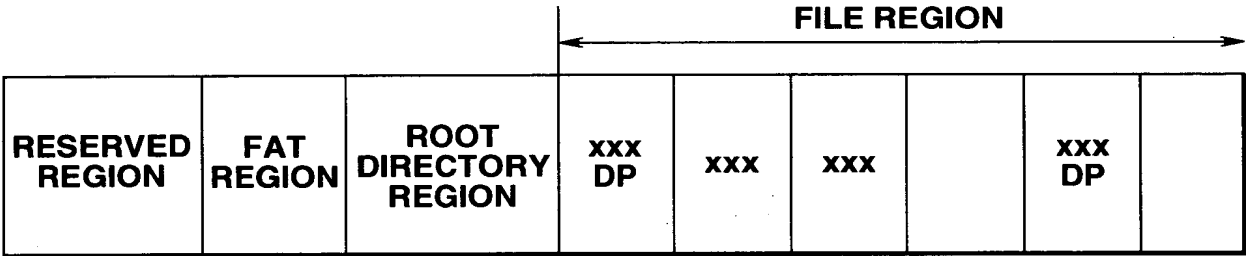 FILE REGION
RESERVED
REGION
FAT
REGION
ROOT
DIRECTORY
REGION
xxx
DP
xxx
xxx
xxx
DP